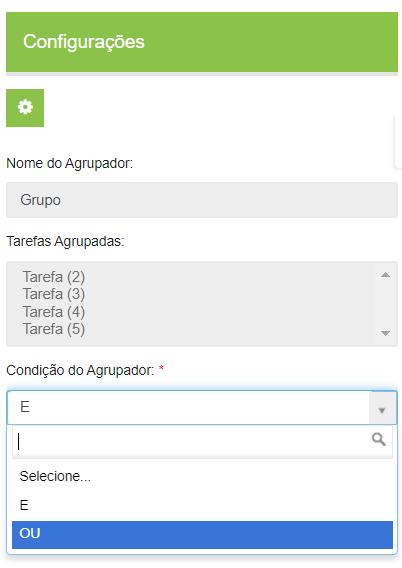 Configurações
Nome do Agrupador:
Grupo
Tarefas Agrupadas:
Tarefa (2)
Tarefa (3)
Tarefa (4)
Tarefa (5)
Condição do Agrupador: *
E
Selecione...
E
OU